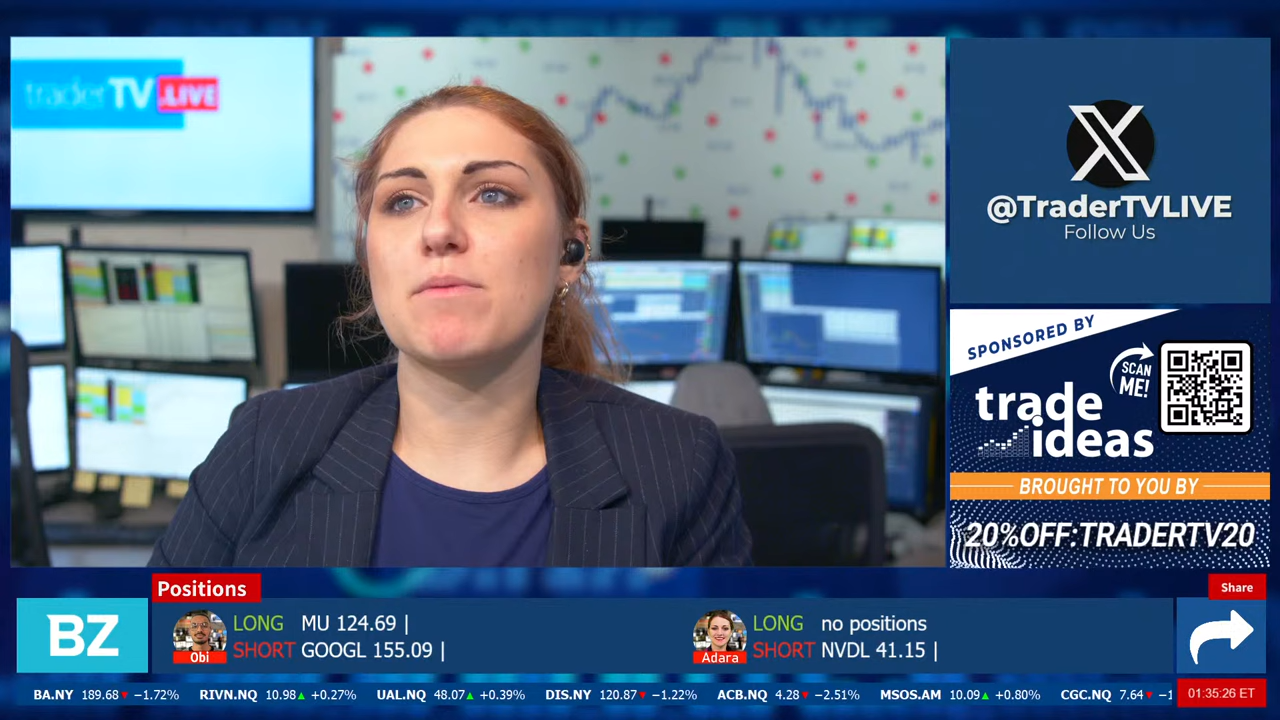 traderTV.LIVE
@TraderTVLIVE
Follow Us
SPONSORED BY
SCAN
ME!
trade
ideas
BROUGHT TO YOU BY
20%OFF:TRADERTV20
Positions
Share
BZ
LONG MU 124.69 |
SHORT GOOGL 155.09 |
Obi
LONG no positions
SHORT NVDL 41.15 |
Adara
BA.NY 189.68▼ −1.72% RIVN.NQ 10.98▲ +0.27% UAL.NQ 48.07▲ +0.39% DIS.NY 120.87▼ −1.22% ACB.NQ 4.28▼ −2.51% MSOS.AM 10.09▲ +0.80% CGC.NQ 7.64▼ −1
01:35:26 ET